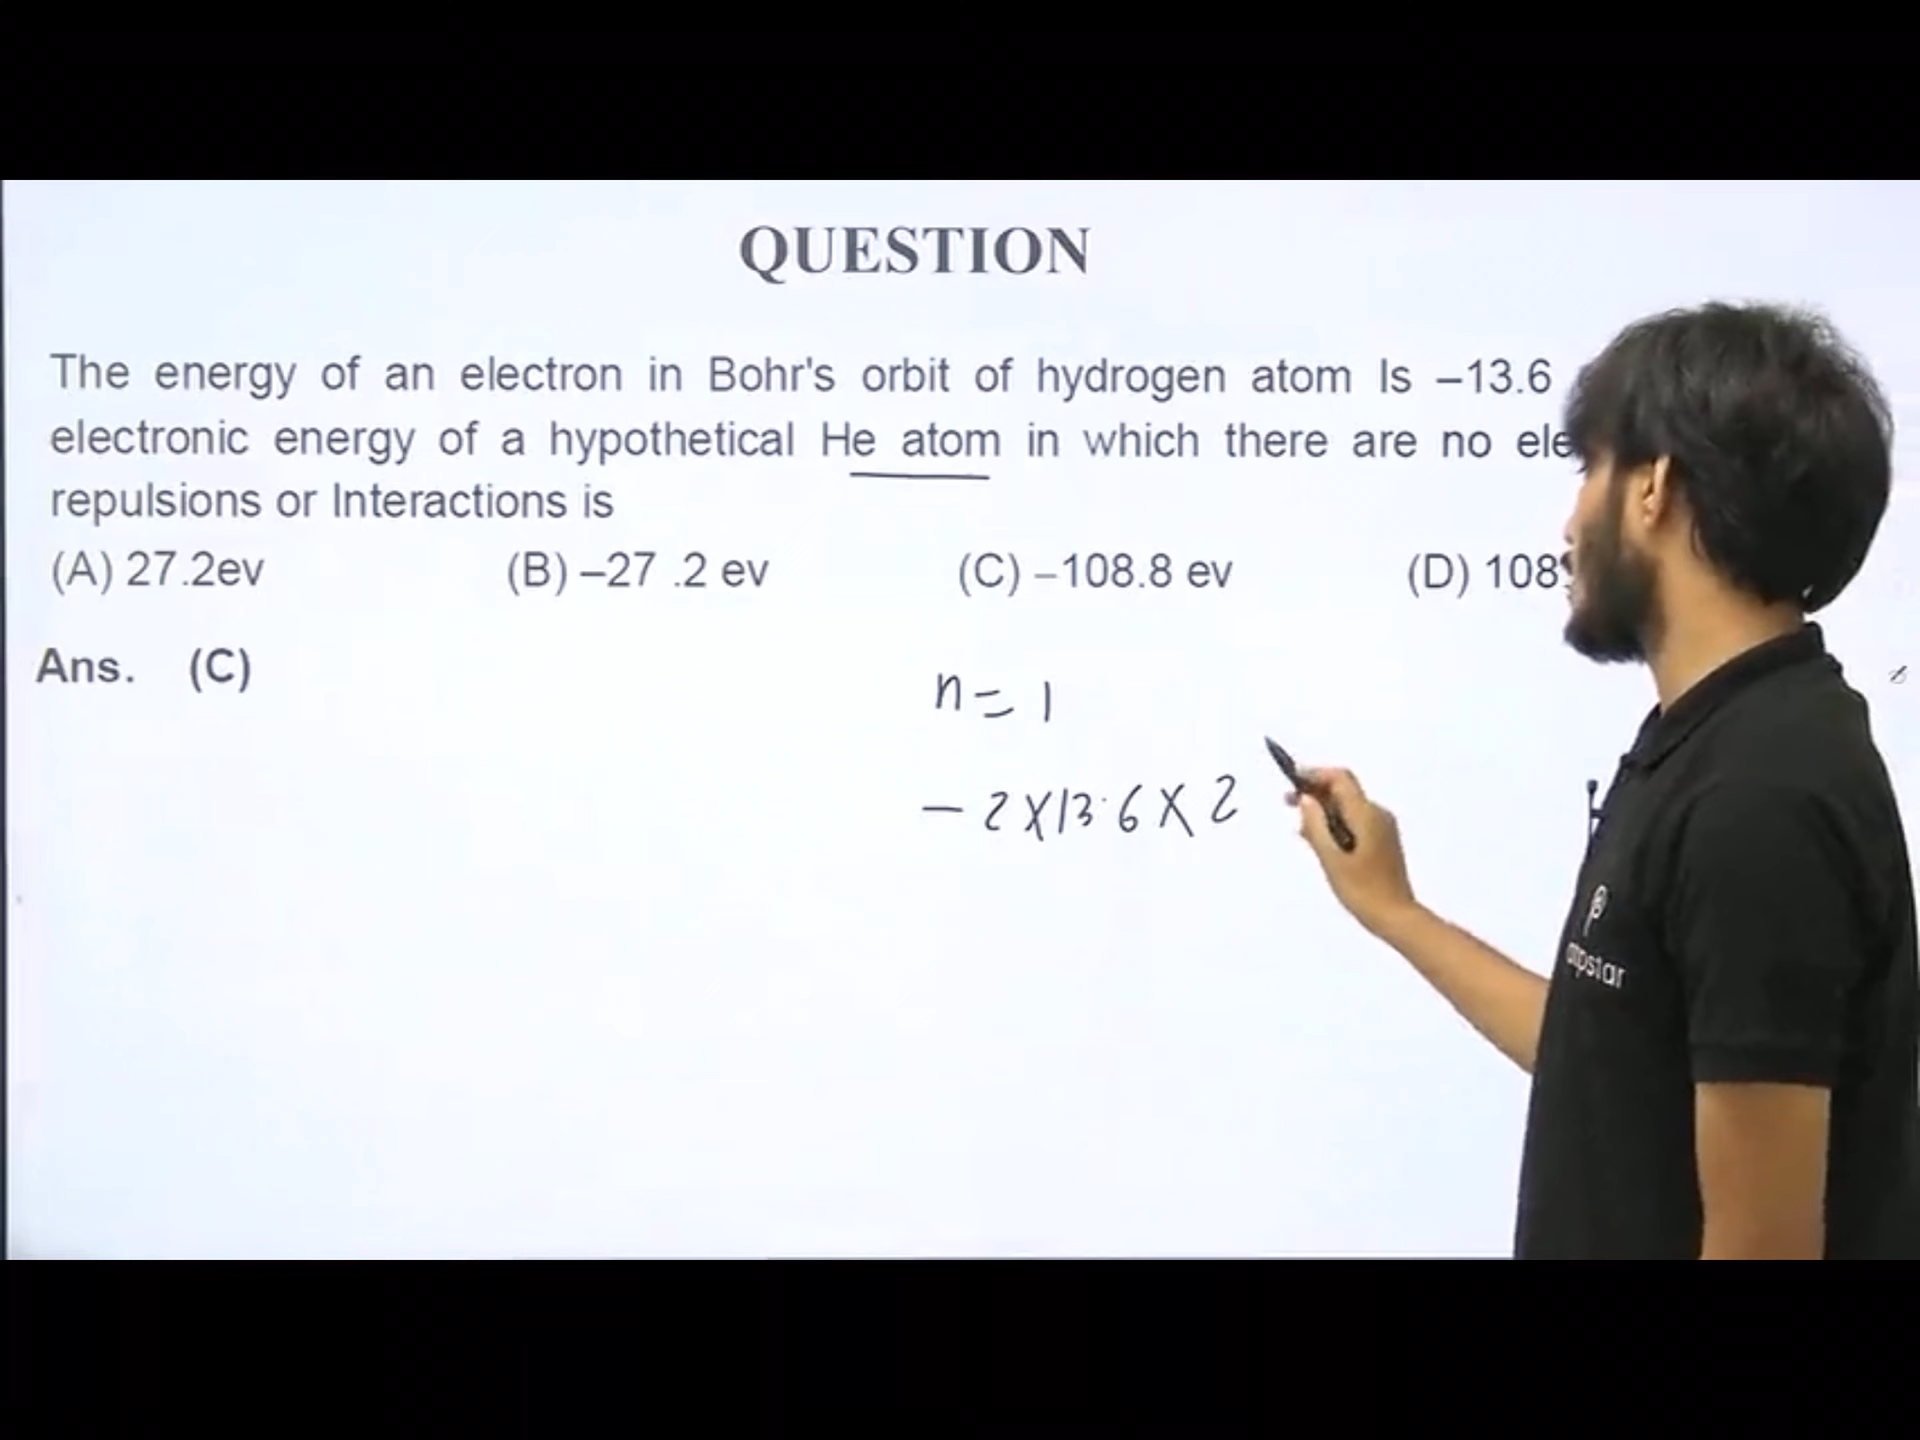 QUESTION
The energy of an electron in Bohr's orbit of hydrogen atom Is –13.6
electronic energy of a hypothetical He atom in which there are no ele
repulsions or Interactions is
(A) 27.2ev (B) –27 .2 ev (C) –108.8 ev (D) 108
Ans. (C)
n = 1
– 2 X 13.6 X 2